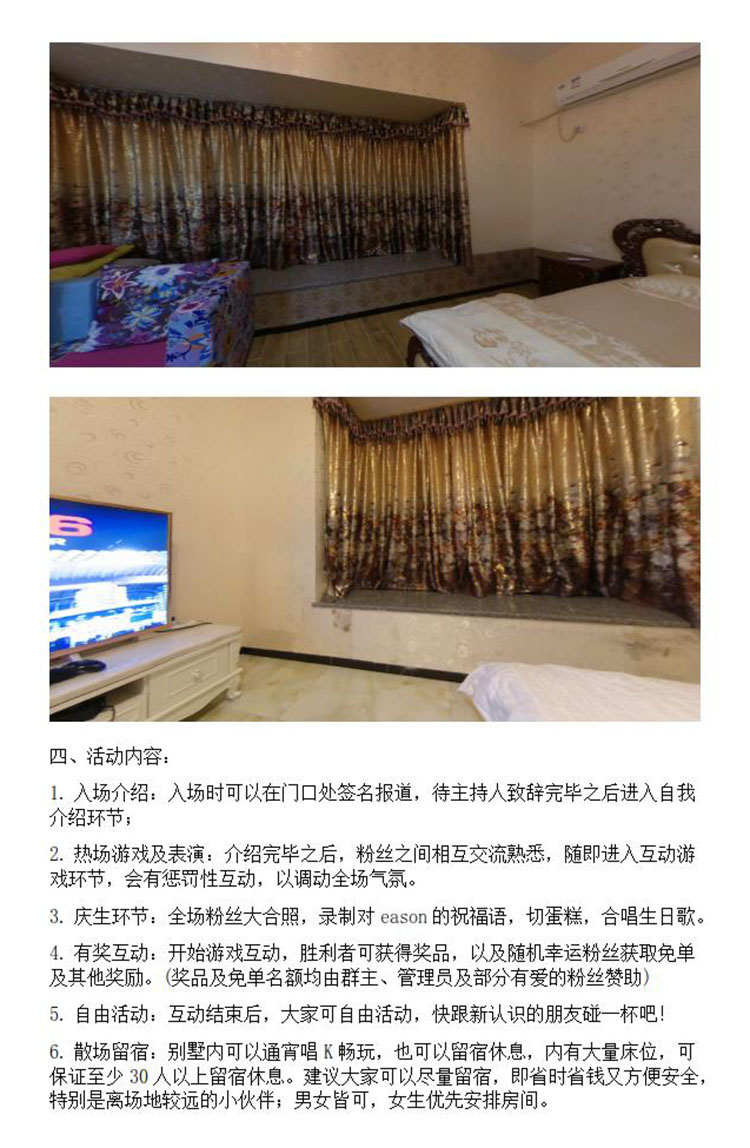 6
四、活动内容：
1. 入场介绍：入场时可以在门口处签名报道，待主持人致辞完毕之后进入自我
介绍环节；
2. 热场游戏及表演：介绍完毕之后，粉丝之间相互交流熟悉，随即进入互动游
戏环节，会有惩罚性互动，以调动全场气氛。
3. 庆生环节：全场粉丝大合照，录制对 eason 的祝福语，切蛋糕，合唱生日歌。
4. 有奖互动：开始游戏互动，胜利者可获得奖品，以及随机幸运粉丝获取免单
及其他奖励。(奖品及免单名额均由群主、管理员及部分有爱的粉丝赞助)
5. 自由活动：互动结束后，大家可自由活动，快跟新认识的朋友碰一杯吧！
6. 散场留宿：别墅内可以通宵唱 K 畅玩，也可以留宿休息，内有大量床位，可
保证至少 30 人以上留宿休息。建议大家可以尽量留宿，即省时省钱又方便安全，
特别是离场地较远的小伙伴；男女皆可，女生优先安排房间。